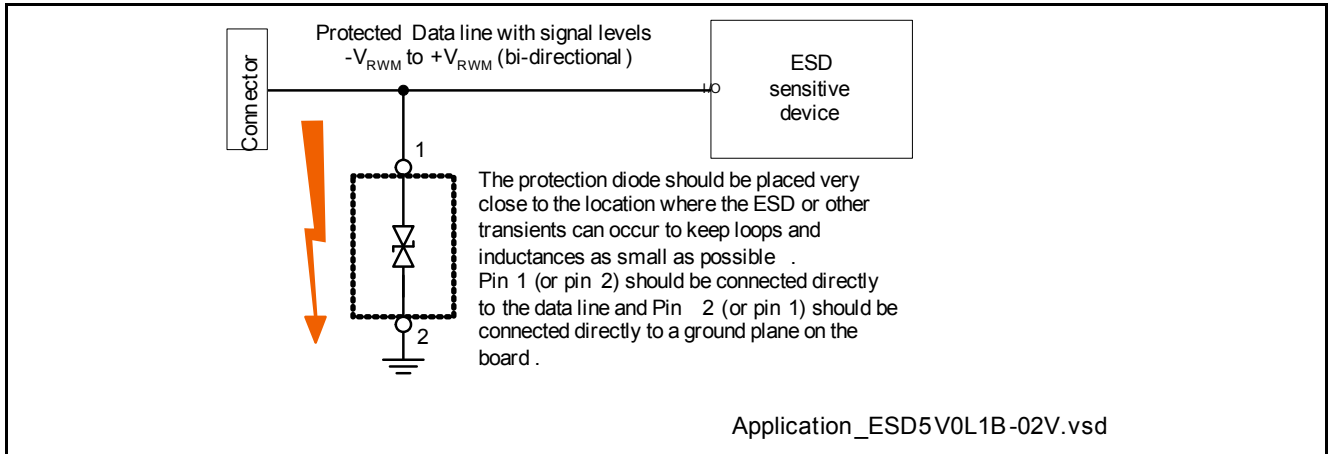 Connector
Protected Data line with signal levels
-VRWM to +VRWM (bi-directional)
I/O
ESD
sensitive
device
1
The protection diode should be placed very
close to the location where the ESD or other
transients can occur to keep loops and
inductances as small as possible .
Pin 1 (or pin 2) should be connected directly
to the data line and Pin 2 (or pin 1) should be
connected directly to a ground plane on the
board .
2
Application_ESD5V0L1B-02V.vsd